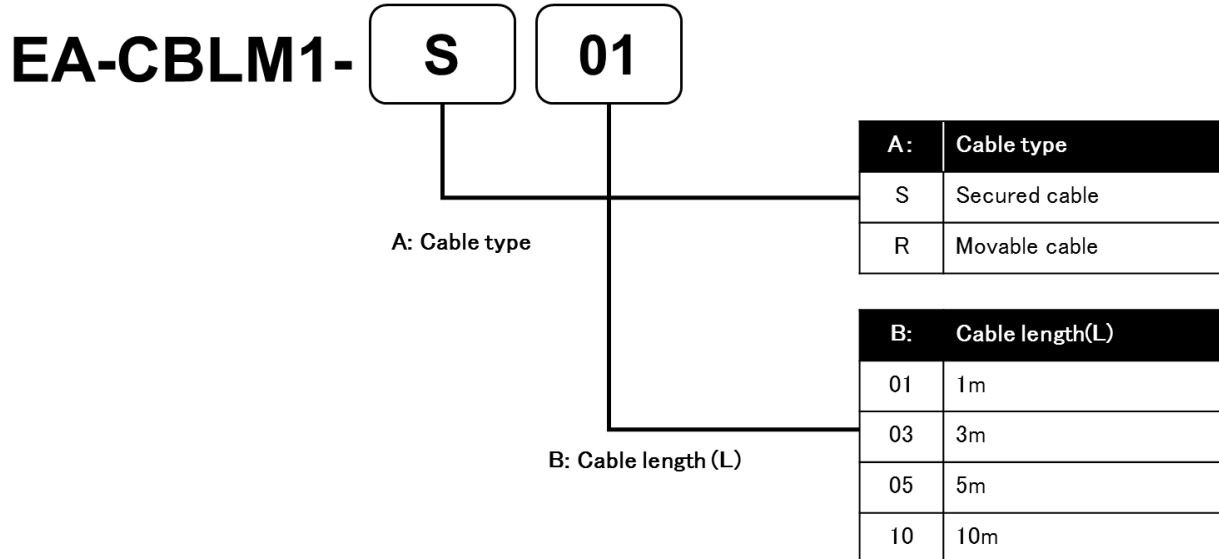 EA-CBLM1- S 01
A: Cable type
S Secured cable
R Movable cable
A: Cable type
B: Cable length(L)
01 1m
03 3m
05 5m
10 10m
B: Cable length (L)